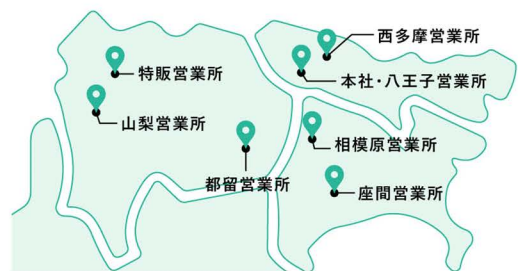 西多摩営業所
特販営業所
本社・八王子営業所
山梨営業所
相模原営業所
都留営業所
座間営業所